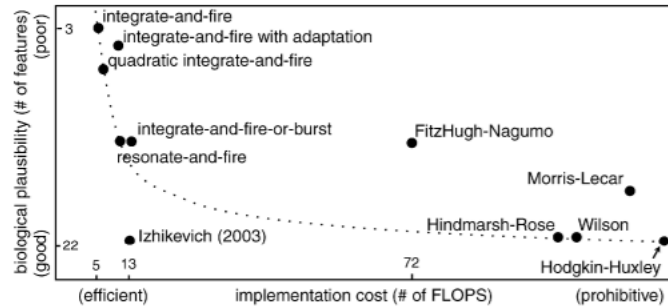 integrate-and-fire
3
integrate-and-fire with adaptation
quadratic integrate-and-fire
integrate-and-fire-or-burst
FitzHugh-Nagumo
resonate-and-fire
Morris-Lecar
Hindmarsh-Rose
Wilson
Izhikevich (2003)
22
Hodgkin-Huxley
5
13
72
(efficient)
implementation cost (# of FLOPS)
(prohibitive)
biological plausibility (# of features)
(good)
(poor)